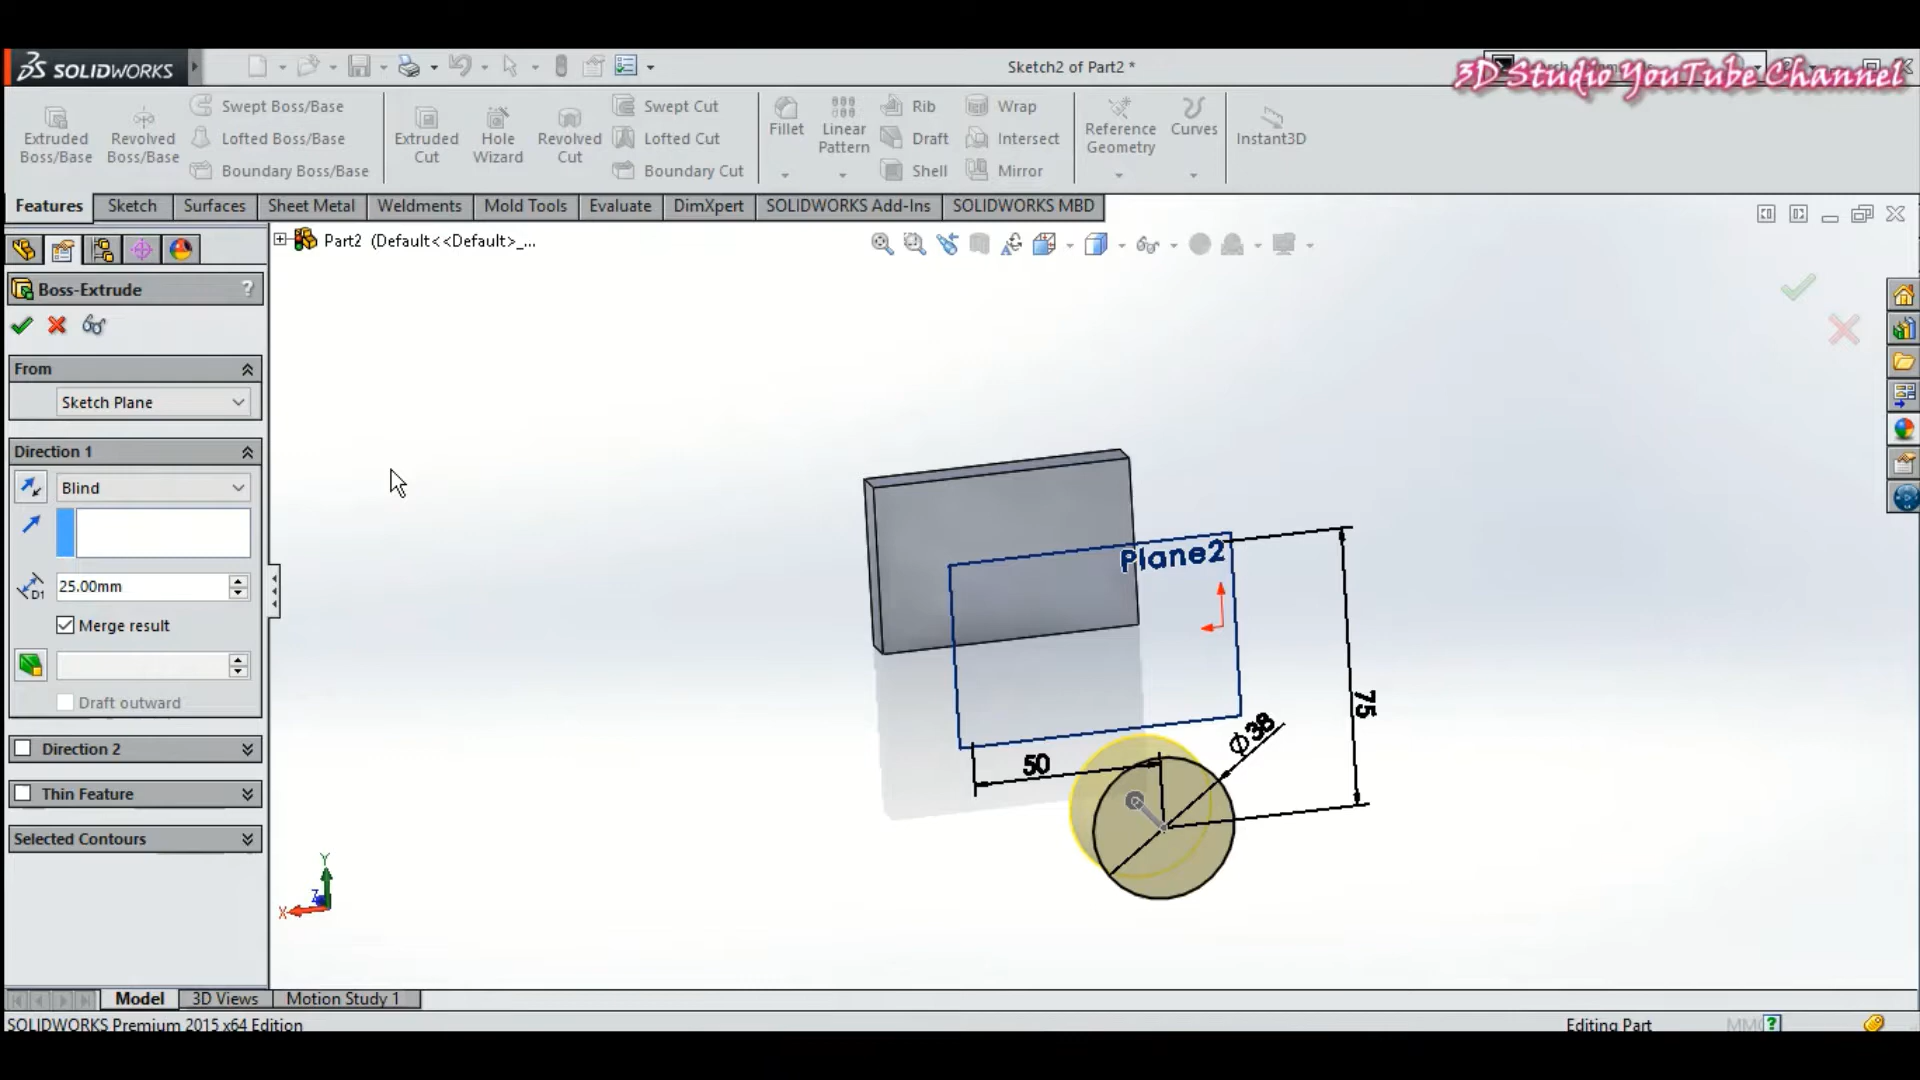 SOLIDWORKS
Sketch2 of Part2 *
3D Studio YouTube Channel
Extruded Boss/Base
Revolved Boss/Base
Swept Boss/Base
Lofted Boss/Base
Boundary Boss/Base
Extruded Cut
Hole Wizard
Revolved Cut
Swept Cut
Lofted Cut
Boundary Cut
Fillet
Linear Pattern
Rib
Draft
Shell
Wrap
Intersect
Mirror
Reference Geometry
Curves
Instant3D
Features
Sketch
Surfaces
Sheet Metal
Weldments
Mold Tools
Evaluate
DimXpert
SOLIDWORKS Add-Ins
SOLIDWORKS MBD
Part2 (Default<<Default>_...
Boss-Extrude
?
From
Sketch Plane
Direction 1
Blind
D1
25.00mm
Merge result
Draft outward
Direction 2
Thin Feature
Selected Contours
Plane2
75
Φ38
50
Y
Z
X
Model
3D Views
Motion Study 1
SOLIDWORKS Premium 2015 x64 Edition
Editing Part
?